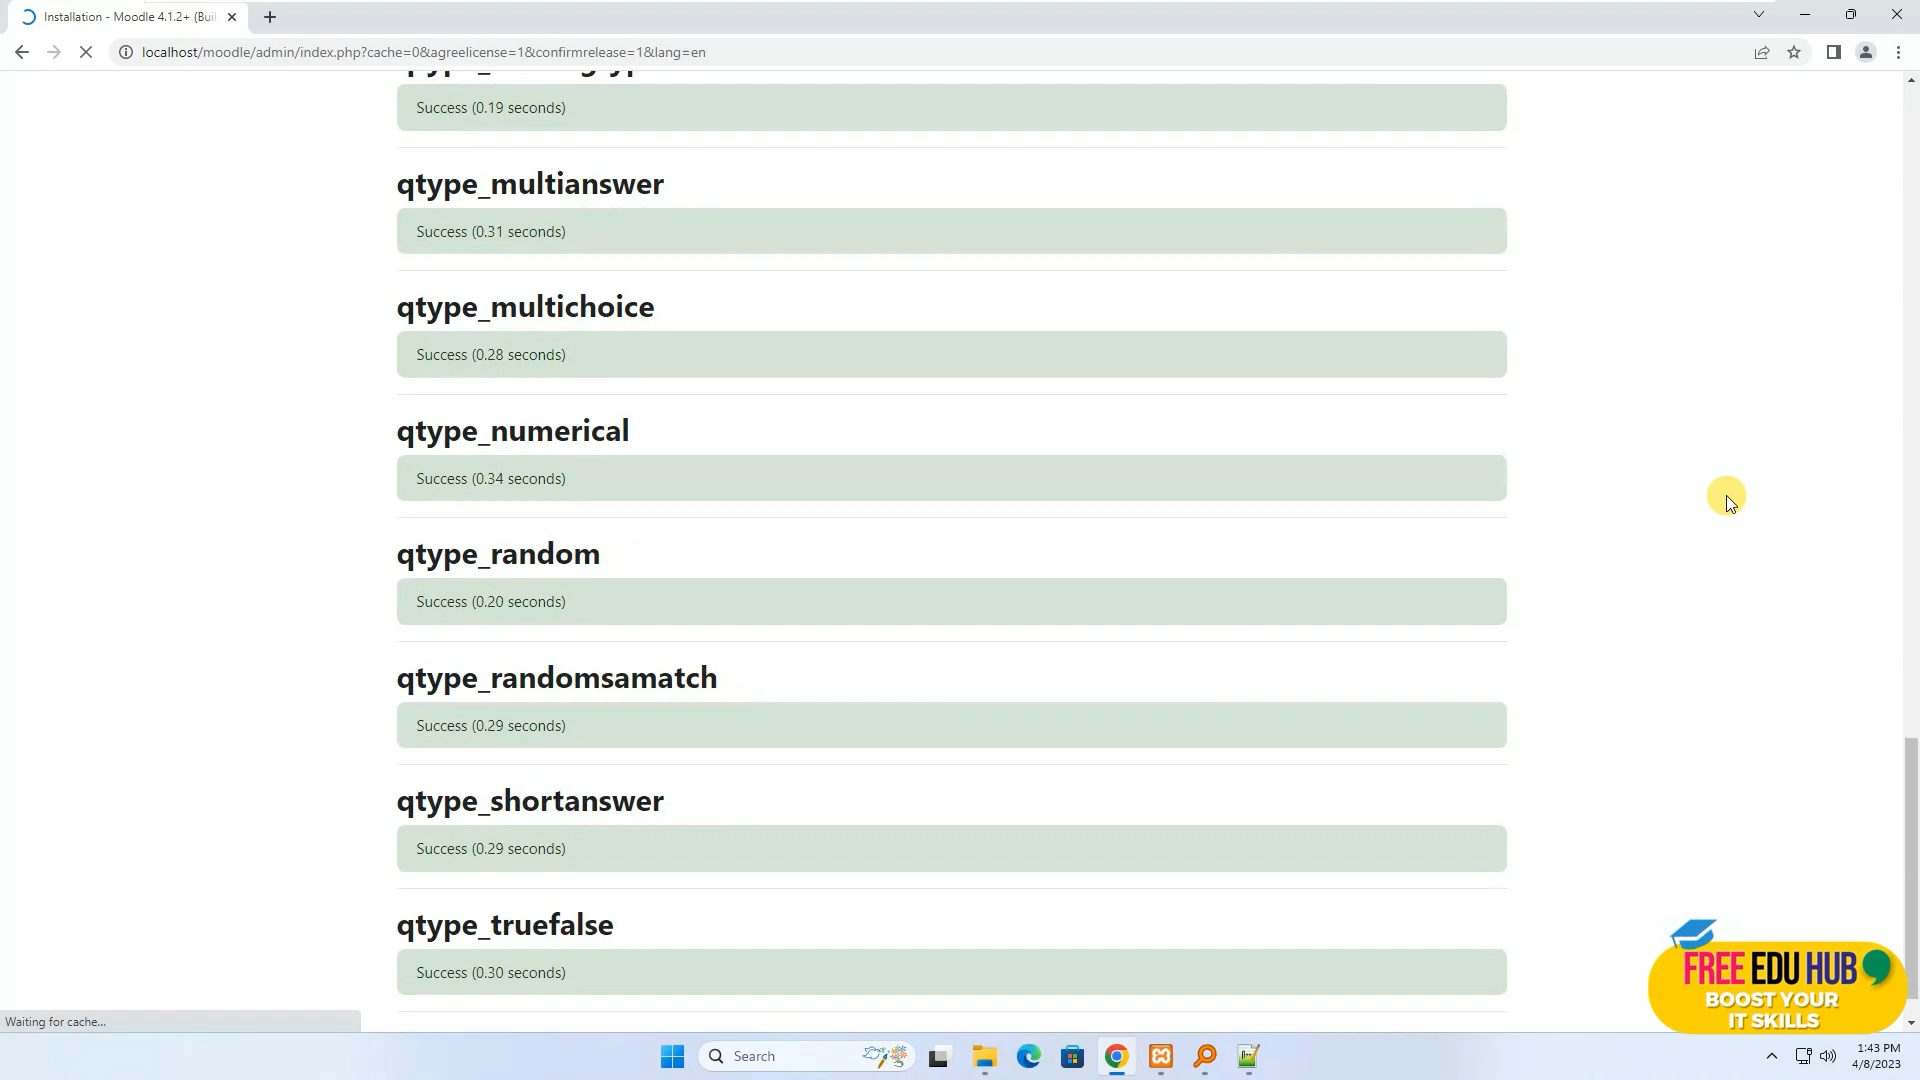 Installation - Moodle 4.1.2+ (Buil
localhost/moodle/admin/index.php?cache=0&agreelicense=1&confirmrelease=1&lang=en
Success (0.19 seconds)
qtype_multianswer
Success (0.31 seconds)
qtype_multichoice
Success (0.28 seconds)
qtype_numerical
Success (0.34 seconds)
qtype_random
Success (0.20 seconds)
qtype_randomsamatch
Success (0.29 seconds)
qtype_shortanswer
Success (0.29 seconds)
qtype_truefalse
Success (0.30 seconds)
FREE EDU HUB
BOOST YOUR
IT SKILLS
Waiting for cache...
Search
1:43 PM
4/8/2023